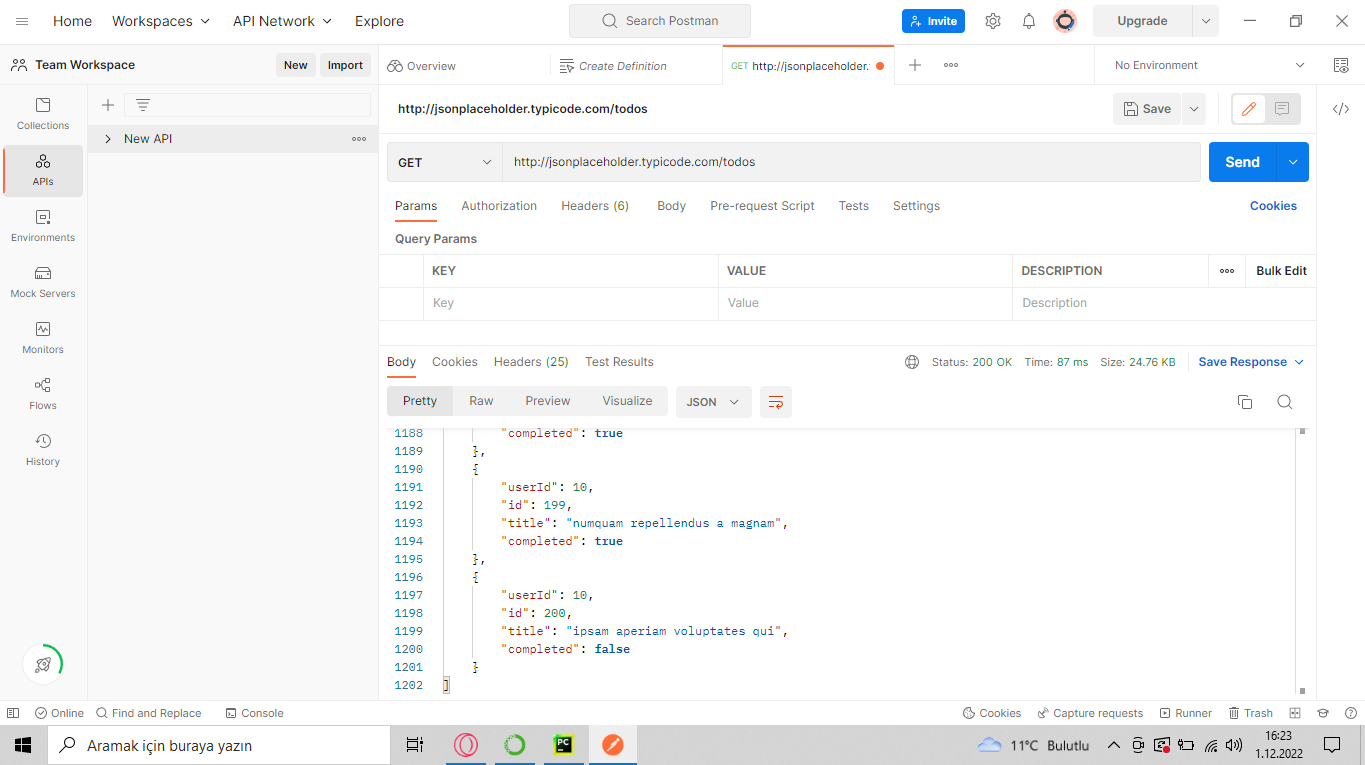 Home Workspaces API Network Explore Search Postman Invite Upgrade
Team Workspace New Import Overview Create Definition GET http://jsonplaceholder. No Environment
Collections
APIs
Environments
Mock Servers
Monitors
Flows
History
New API
http://jsonplaceholder.typicode.com/todos Save
GET http://jsonplaceholder.typicode.com/todos Send
Params Authorization Headers (6) Body Pre-request Script Tests Settings Cookies
Query Params
KEY VALUE DESCRIPTION Bulk Edit
Key Value Description
Body Cookies Headers (25) Test Results Status: 200 OK Time: 87 ms Size: 24.76 KB Save Response
Pretty Raw Preview Visualize JSON
1188 "completed": true
1189 },
1190 {
1191 "userId": 10,
1192 "id": 199,
1193 "title": "numquam repellendus a magnam",
1194 "completed": true
1195 },
1196 {
1197 "userId": 10,
1198 "id": 200,
1199 "title": "ipsam aperiam voluptates qui",
1200 "completed": false
1201 }
1202 ]
Online Find and Replace Console Cookies Capture requests Runner Trash
Aramak için buraya yazın PC 11°C Bulutlu 16:23
1.12.2022